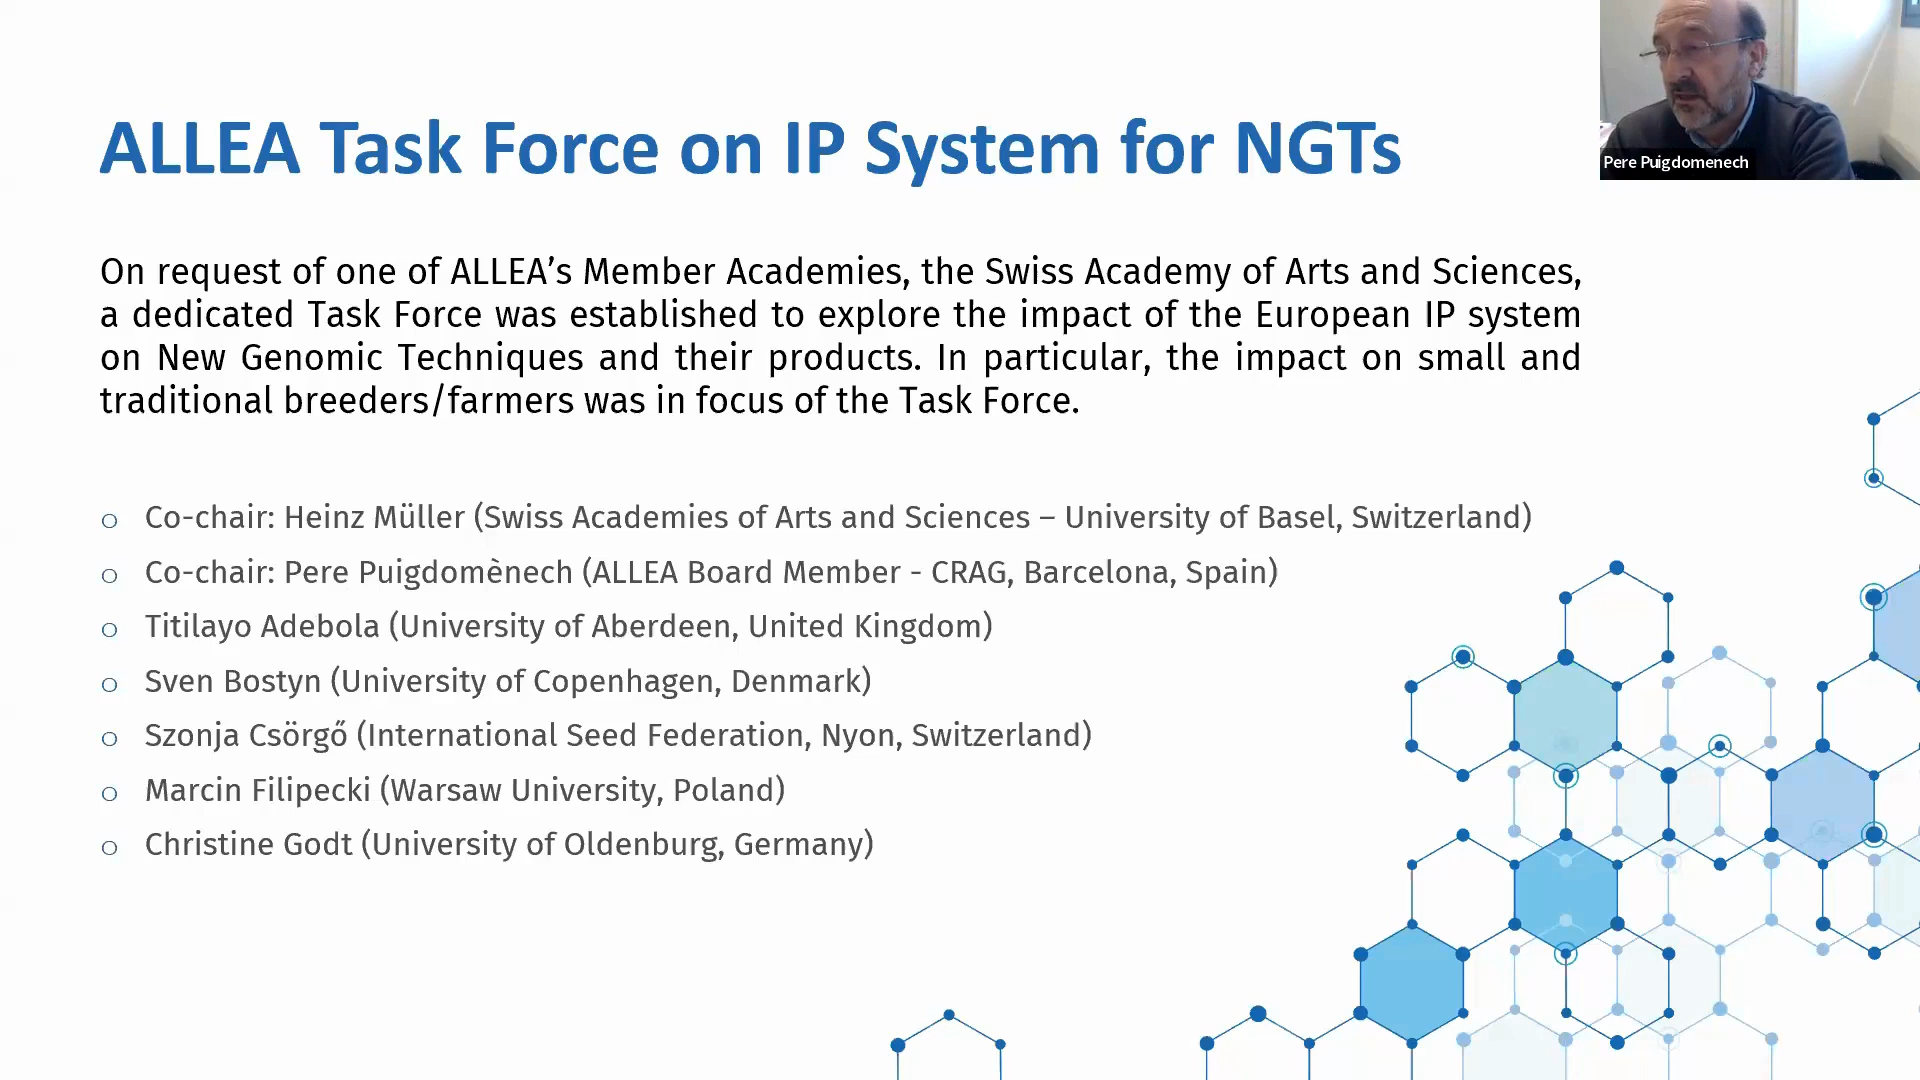 ALLEA Task Force on IP System for NGTs
Pere Puigdomenech
On request of one of ALLEA’s Member Academies, the Swiss Academy of Arts and Sciences,
a dedicated Task Force was established to explore the impact of the European IP system
on New Genomic Techniques and their products. In particular, the impact on small and
traditional breeders/farmers was in focus of the Task Force.
o Co-chair: Heinz Müller (Swiss Academies of Arts and Sciences – University of Basel, Switzerland)
o Co-chair: Pere Puigdomènech (ALLEA Board Member - CRAG, Barcelona, Spain)
o Titilayo Adebola (University of Aberdeen, United Kingdom)
o Sven Bostyn (University of Copenhagen, Denmark)
o Szonja Csörgő (International Seed Federation, Nyon, Switzerland)
o Marcin Filipecki (Warsaw University, Poland)
o Christine Godt (University of Oldenburg, Germany)